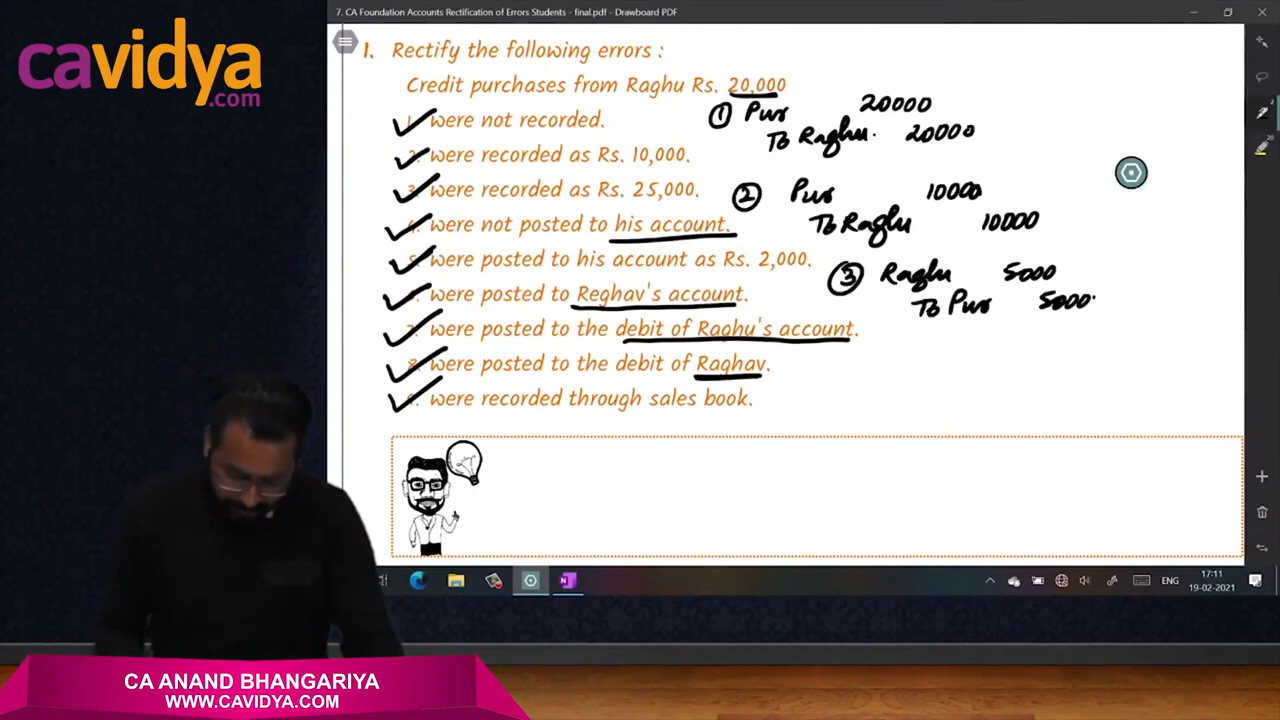 cavidya
.com
7. CA Foundation Accounts Rectification of Errors Students - final.pdf - Drawboard PDF
1. Rectify the following errors :
Credit purchases from Raghu Rs. 20,000
were not recorded.
were recorded as Rs. 10,000.
were recorded as Rs. 25,000.
were not posted to his account.
were posted to his account as Rs. 2,000.
were posted to Reghav's account.
were posted to the debit of Raghu's account.
were posted to the debit of Raghav.
were recorded through sales book.
1 Pur 20000
To Raghu. 20000
2 Pur 10000
To Raghu 10000
3 Raghu 5000
To Pur 5000
ENG
17:11
19-02-2021
CA ANAND BHANGARIYA
WWW.CAVIDYA.COM